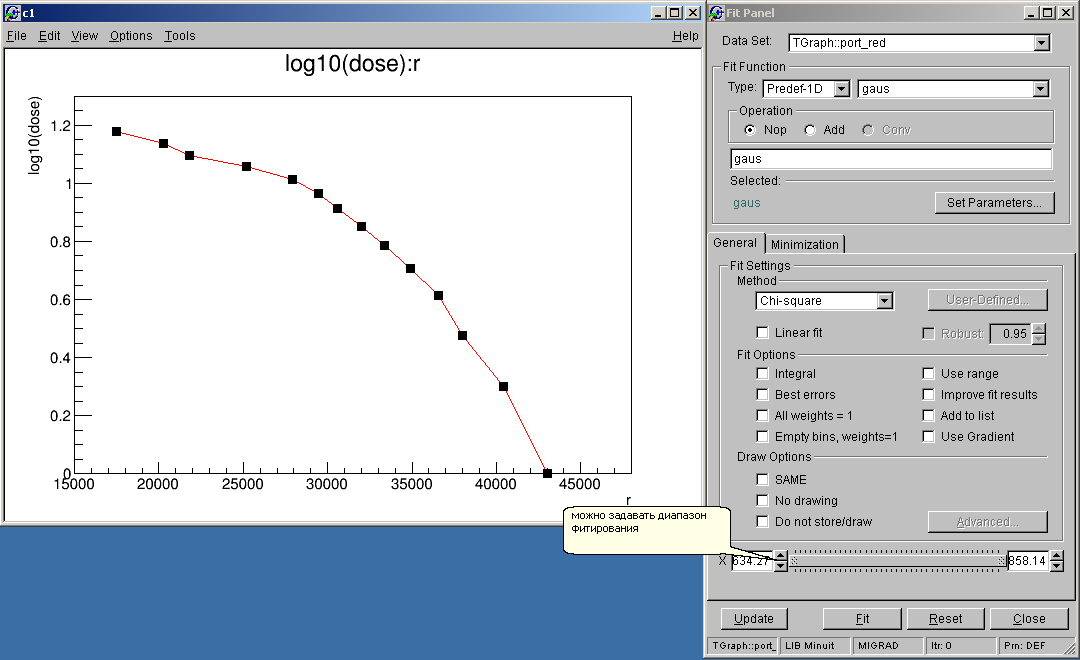 c1
File Edit View Options Tools Help
log10(dose):r
log10(dose)
1.2
1
0.8
0.6
0.4
0.2
0
15000 20000 25000 30000 35000 40000 45000
r
Fit Panel
Data Set: TGraph::port_red
Fit Function
Type: Predef-1D gaus
Operation
Nop Add Conv
gaus
Selected:
gaus Set Parameters...
General Minimization
Fit Settings
Method
Chi-square User-Defined...
Linear fit Robust: 0.95
Fit Options
Integral Use range
Best errors Improve fit results
All weights = 1 Add to list
Empty bins, weights=1 Use Gradient
Draw Options
SAME
No drawing
Do not store/draw Advanced...
можно задавать диапазон
фитирования
X 634.27 858.14
Update Fit Reset Close
TGraph::port_ LIB Minuit MIGRAD Itr: 0 Prn: DEF